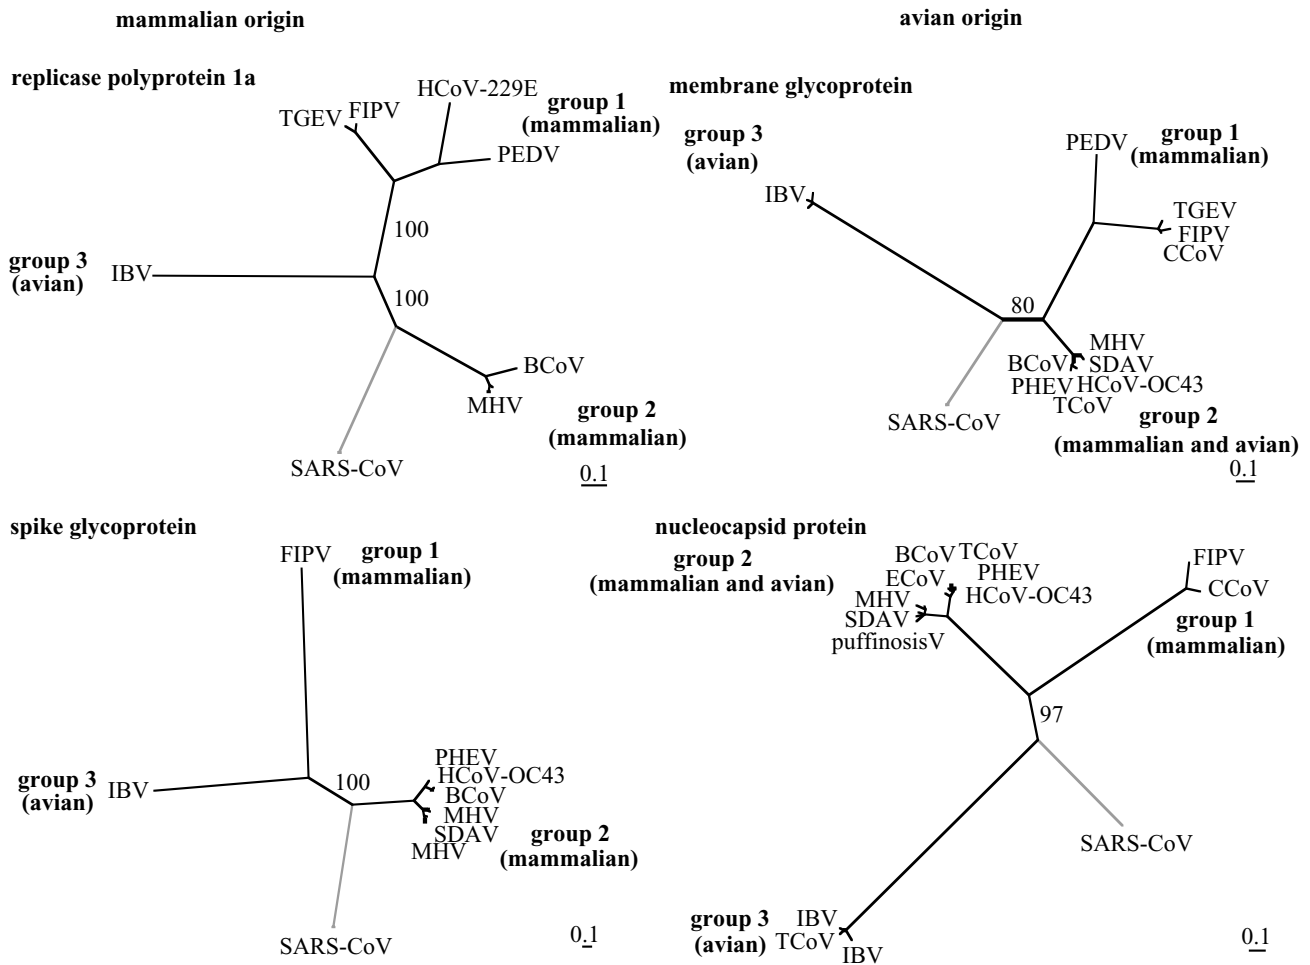 mammalian origin
avian origin
replicase polyprotein 1a
TGEV
FIPV
HCoV-229E
group 1
(mammalian)
PEDV
100
group 3
(avian)
IBV
100
BCoV
MHV
group 2
(mammalian)
SARS-CoV
0.1
membrane glycoprotein
group 3
(avian)
IBV
PEDV
group 1
(mammalian)
TGEV
FIPV
CCoV
80
MHV
BCoV
SDAV
PHEV
HCoV-OC43
TCoV
SARS-CoV
group 2
(mammalian and avian)
0.1
spike glycoprotein
FIPV
group 1
(mammalian)
group 3
(avian)
IBV
100
PHEV
HCoV-OC43
BCoV
MHV
SDAV
MHV
group 2
(mammalian)
SARS-CoV
0.1
nucleocapsid protein
group 2
(mammalian and avian)
BCoV
TCoV
ECoV
PHEV
MHV
HCoV-OC43
SDAV
puffinosisV
FIPV
CCoV
group 1
(mammalian)
97
SARS-CoV
group 3
(avian)
IBV
TCoV
IBV
0.1